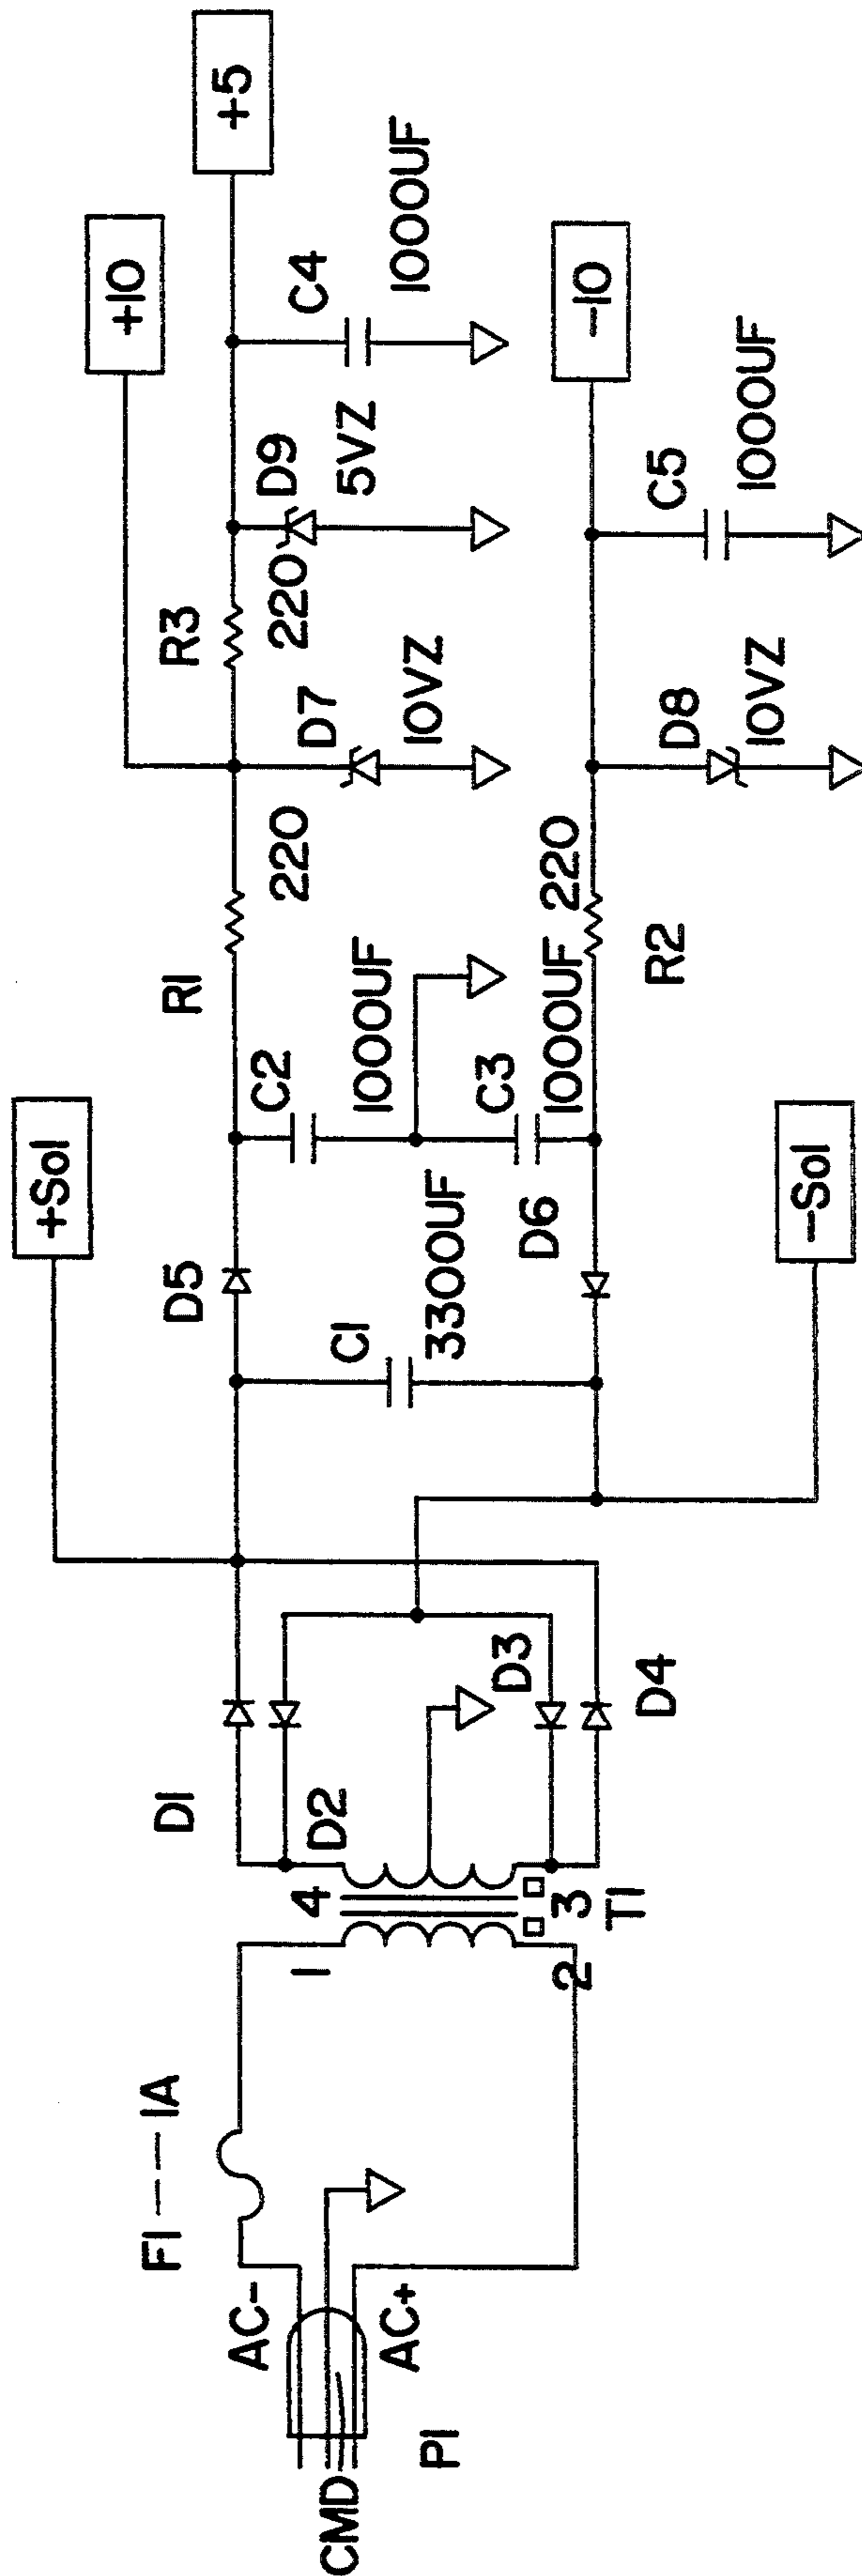 +Sol
+10
+5
F1---1A
D1
D5
R1
R3
220
220
D9
5VZ
C4
1000UF
D7
10VZ
C2
1000UF
C1
3300UF
AC-
CMD
AC+
P1
1
4
2
3
T1
D2
D3
D4
D6
C3
1000UF
220
R2
-10
D8
10VZ
C5
1000UF
-Sol